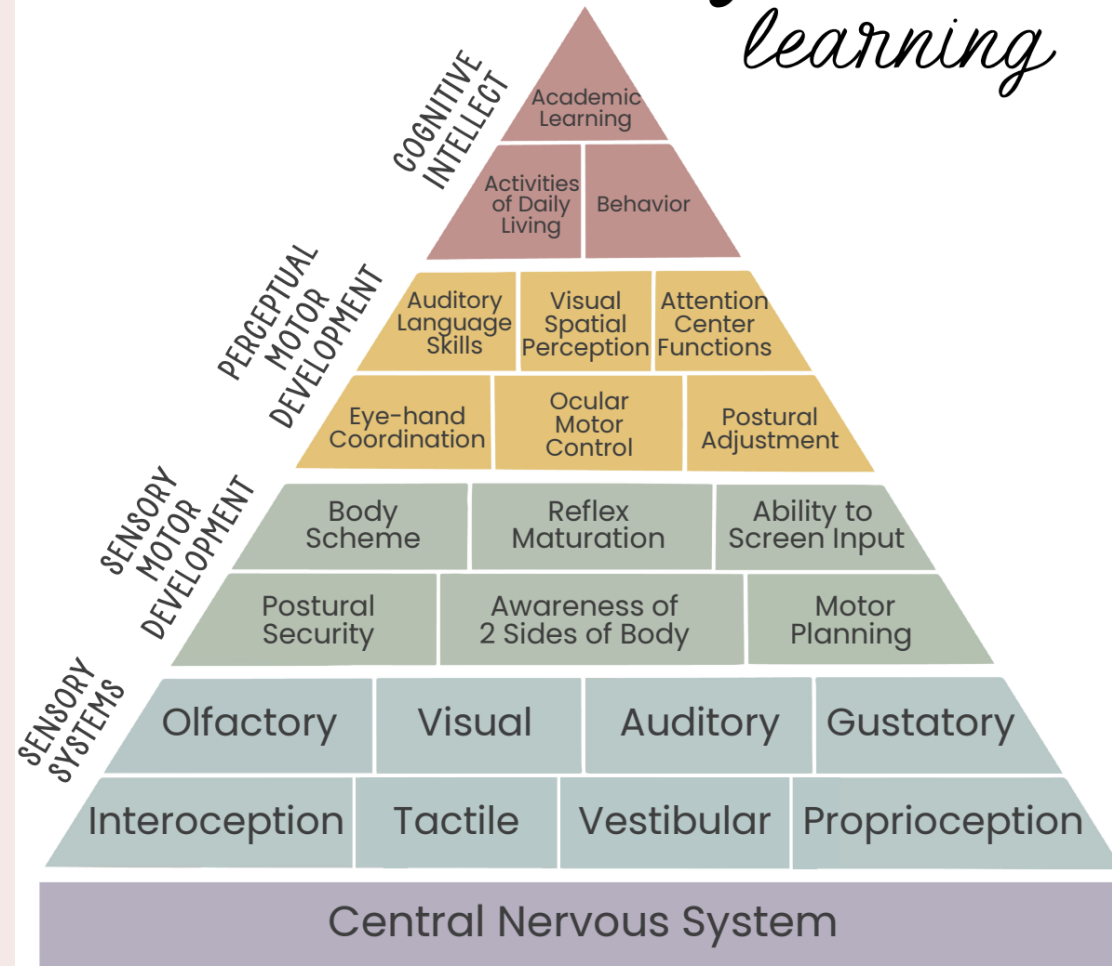 learning
COGNITIVE
INTELLECT
Academic
Learning
Activities
of Daily
Living
Behavior
PERCEPTUAL
MOTOR
DEVELOPMENT
Auditory
Language
Skills
Visual
Spatial
Perception
Attention
Center
Functions
Eye-hand
Coordination
Ocular
Motor
Control
Postural
Adjustment
SENSORY
MOTOR
DEVELOPMENT
Body
Scheme
Reflex
Maturation
Ability to
Screen Input
Postural
Security
Awareness of
2 Sides of Body
Motor
Planning
SENSORY
SYSTEMS
Olfactory
Visual
Auditory
Gustatory
Interoception
Tactile
Vestibular
Proprioception
Central Nervous System